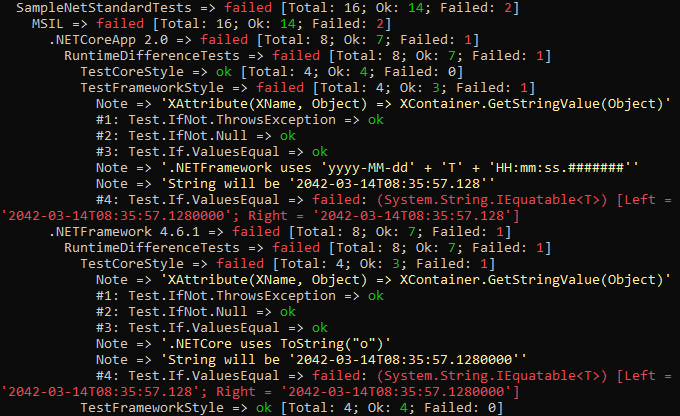 SampleNetStandardTests => failed [Total: 16; Ok: 14; Failed: 2]
MSIL => failed [Total: 16; Ok: 14; Failed: 2]
.NETCoreApp 2.0 => failed [Total: 8; Ok: 7; Failed: 1]
RuntimeDifferenceTests => failed [Total: 8; Ok: 7; Failed: 1]
TestCoreStyle => ok [Total: 4; Ok: 4; Failed: 0]
TestFrameworkStyle => failed [Total: 4; Ok: 3; Failed: 1]
Note => 'XAttribute(XName, Object) => XContainer.GetStringValue(Object)'
#1: Test.IfNot.ThrowsException => ok
#2: Test.IfNot.Null => ok
#3: Test.If.ValuesEqual => ok
Note => '.NETFramework uses 'yyyy-MM-dd' + 'T' + 'HH:mm:ss.#######''
Note => 'String will be '2042-03-14T08:35:57.128''
#4: Test.If.ValuesEqual => failed: (System.String.IEquatable<T>) [Left =
'2042-03-14T08:35:57.1280000'; Right = '2042-03-14T08:35:57.128']
.NETFramework 4.6.1 => failed [Total: 8; Ok: 7; Failed: 1]
RuntimeDifferenceTests => failed [Total: 8; Ok: 7; Failed: 1]
TestCoreStyle => failed [Total: 4; Ok: 3; Failed: 1]
Note => 'XAttribute(XName, Object) => XContainer.GetStringValue(Object)'
#1: Test.IfNot.ThrowsException => ok
#2: Test.IfNot.Null => ok
#3: Test.If.ValuesEqual => ok
Note => '.NETCore uses ToString("o")'
Note => 'String will be '2042-03-14T08:35:57.1280000''
#4: Test.If.ValuesEqual => failed: (System.String.IEquatable<T>) [Left =
'2042-03-14T08:35:57.128'; Right = '2042-03-14T08:35:57.1280000']
TestFrameworkStyle => ok [Total: 4; Ok: 4; Failed: 0]